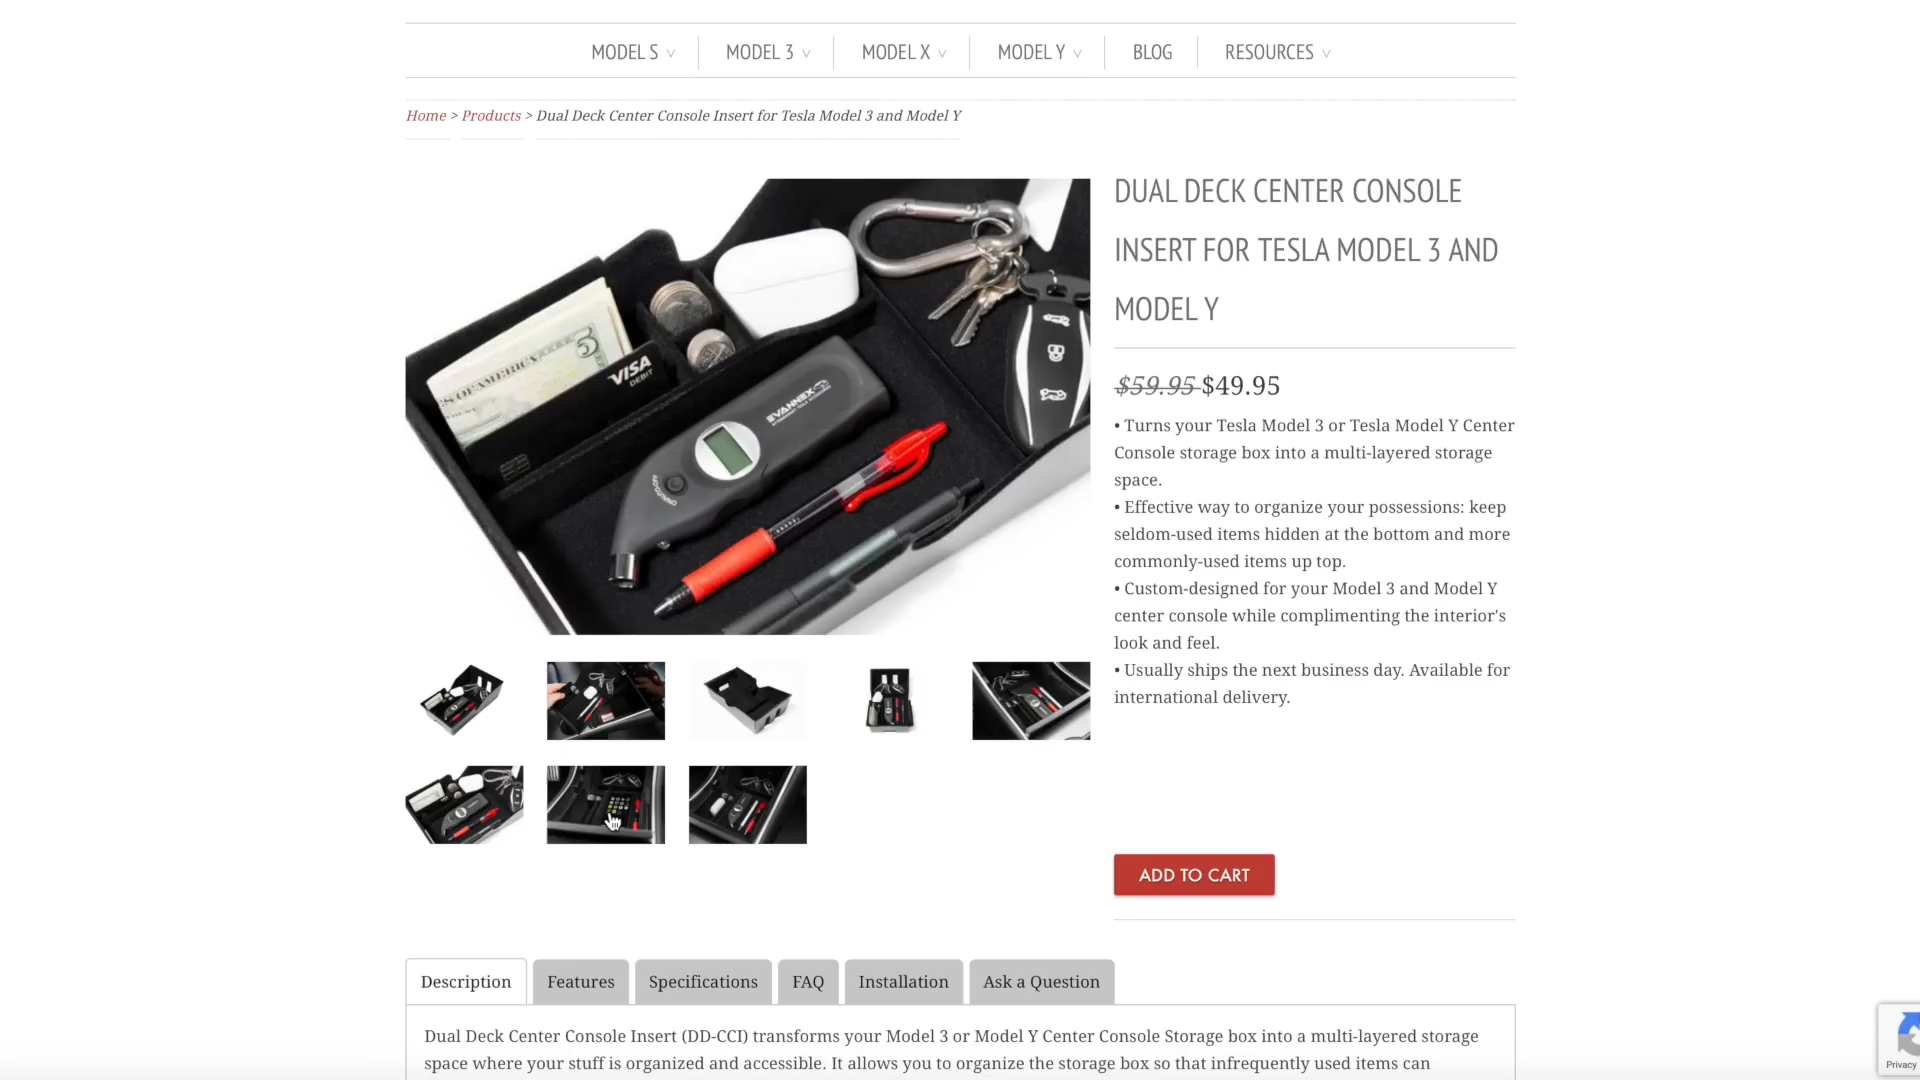 MODEL S ∨ MODEL 3 ∨ MODEL X ∨ MODEL Y ∨ BLOG RESOURCES ∨
Home > Products > Dual Deck Center Console Insert for Tesla Model 3 and Model Y
DUAL DECK CENTER CONSOLE
INSERT FOR TESLA MODEL 3 AND
MODEL Y
$59.95 $49.95
• Turns your Tesla Model 3 or Tesla Model Y Center
Console storage box into a multi-layered storage
space.
• Effective way to organize your possessions: keep
seldom-used items hidden at the bottom and more
commonly-used items up top.
• Custom-designed for your Model 3 and Model Y
center console while complimenting the interior's
look and feel.
• Usually ships the next business day. Available for
international delivery.
S OF AMERICA
5
VISA
DEBIT
EVANNEX
ADD TO CART
Description Features Specifications FAQ Installation Ask a Question
Dual Deck Center Console Insert (DD-CCI) transforms your Model 3 or Model Y Center Console Storage box into a multi-layered storage
space where your stuff is organized and accessible. It allows you to organize the storage box so that infrequently used items can
Privacy